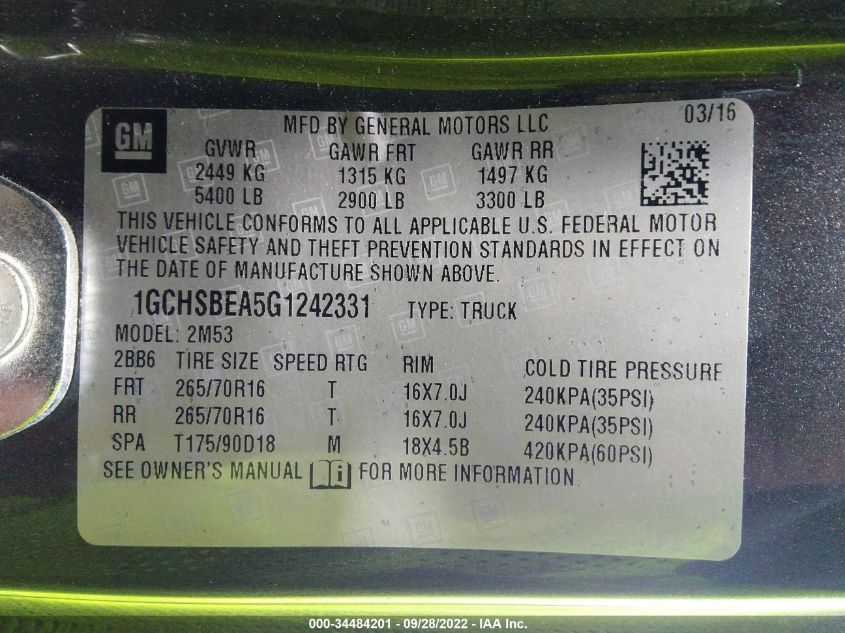 GM
MFD BY GENERAL MOTORS LLC
03/16
GVWR GAWR FRT GAWR RR
2449 KG 1315 KG 1497 KG
5400 LB 2900 LB 3300 LB
THIS VEHICLE CONFORMS TO ALL APPLICABLE U.S. FEDERAL MOTOR
VEHICLE SAFETY AND THEFT PREVENTION STANDARDS IN EFFECT ON
THE DATE OF MANUFACTURE SHOWN ABOVE.
1GCHSBEA5G1242331 TYPE: TRUCK
MODEL: 2M53
2BB6 TIRE SIZE SPEED RTG RIM COLD TIRE PRESSURE
FRT 265/70R16 T 16X7.0J 240KPA(35PSI)
RR 265/70R16 T 16X7.0J 240KPA(35PSI)
SPA T175/90D18 M 18X4.5B 420KPA(60PSI)
SEE OWNER'S MANUAL FOR MORE INFORMATION.
000-34484201 - 09/28/2022 - IAA Inc.